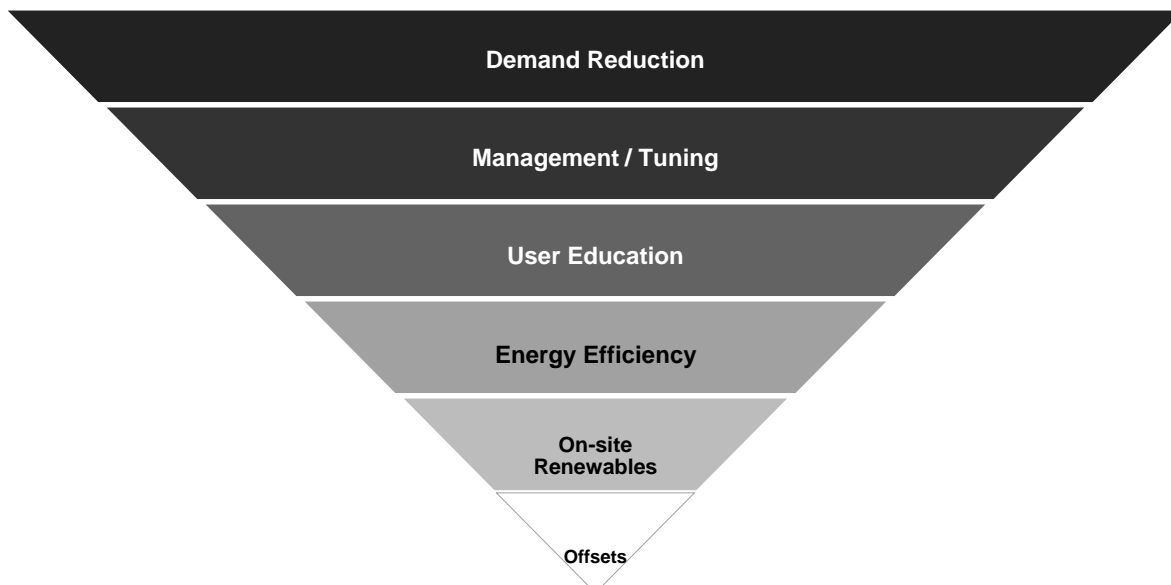 Demand Reduction
Management / Tuning
User Education
Energy Efficiency
On-site
Renewables
Offsets